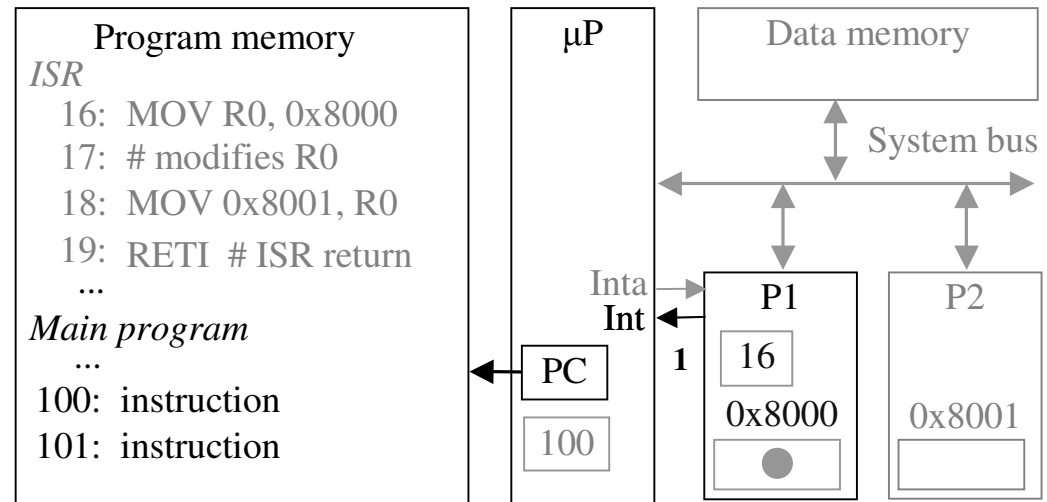 Program memory
ISR
16: MOV R0, 0x8000
17: # modifies R0
18: MOV 0x8001, R0
19: RETI # ISR return
...
Main program
...
100: instruction
101: instruction
μP
Inta
Int
PC
100
Data memory
System bus
1
P1
16
0x8000
P2
0x8001